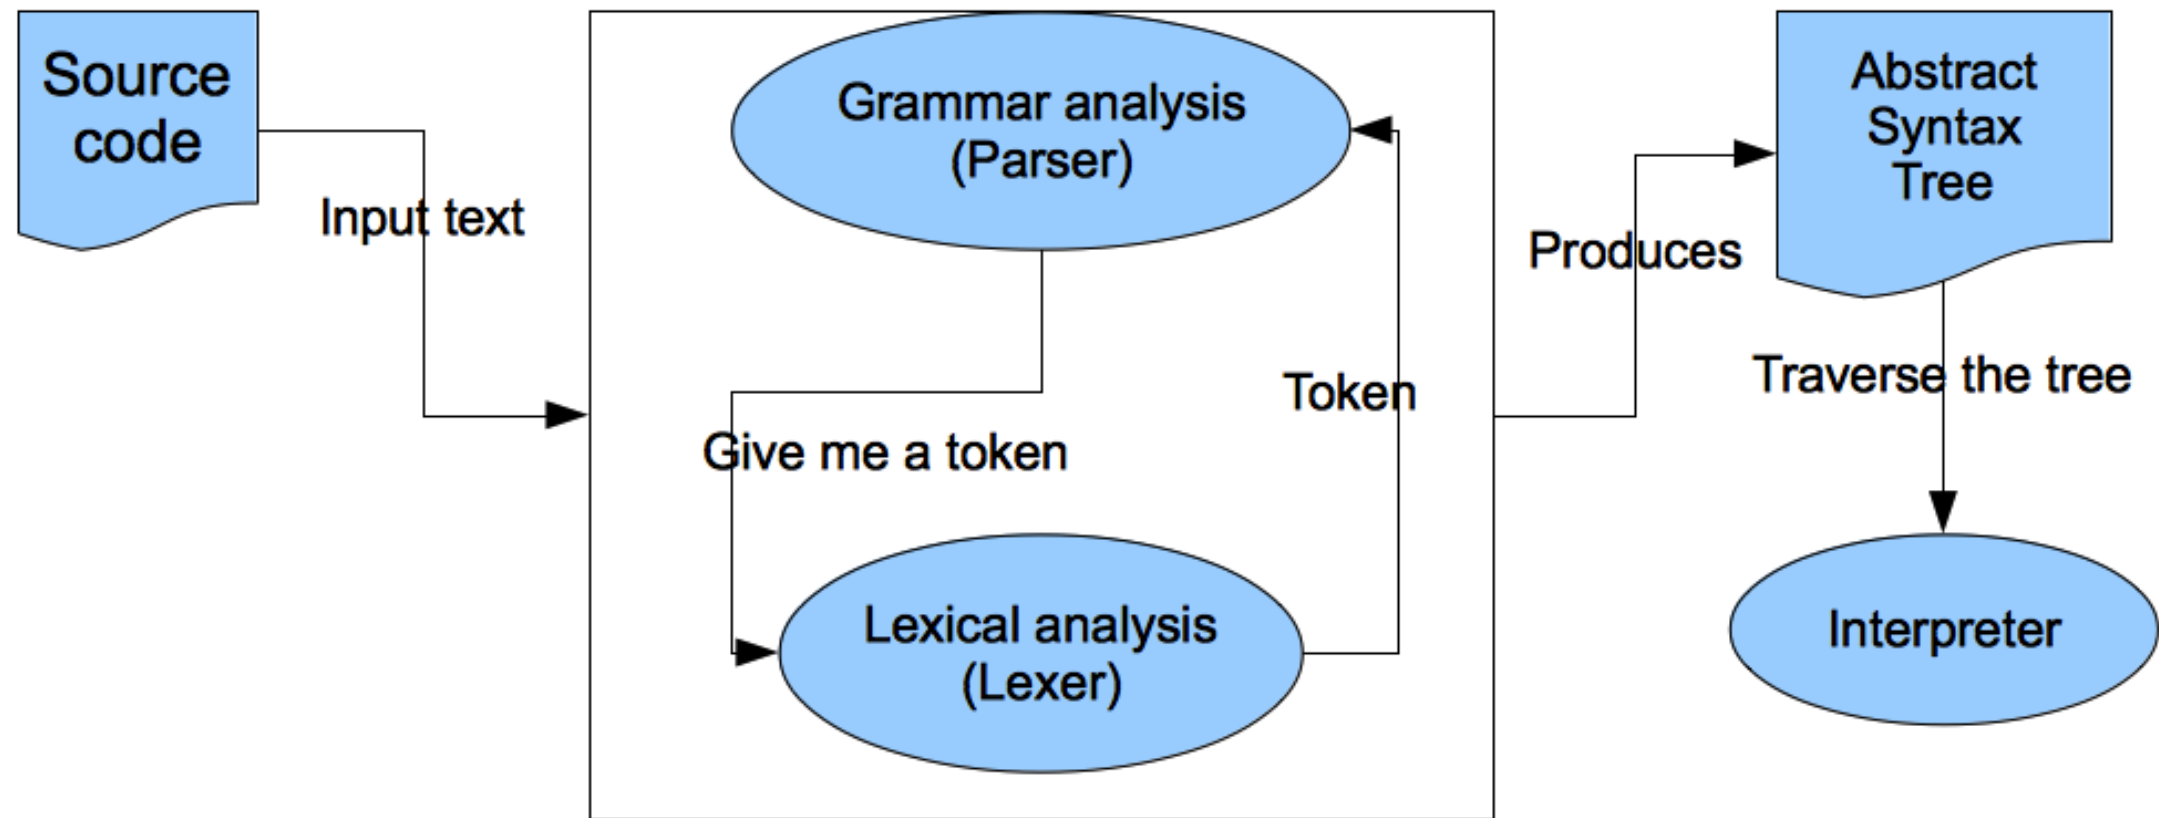 Source
code
Input text
Grammar analysis
(Parser)
Give me a token
Token
Lexical analysis
(Lexer)
Produces
Abstract
Syntax
Tree
Traverse the tree
Interpreter